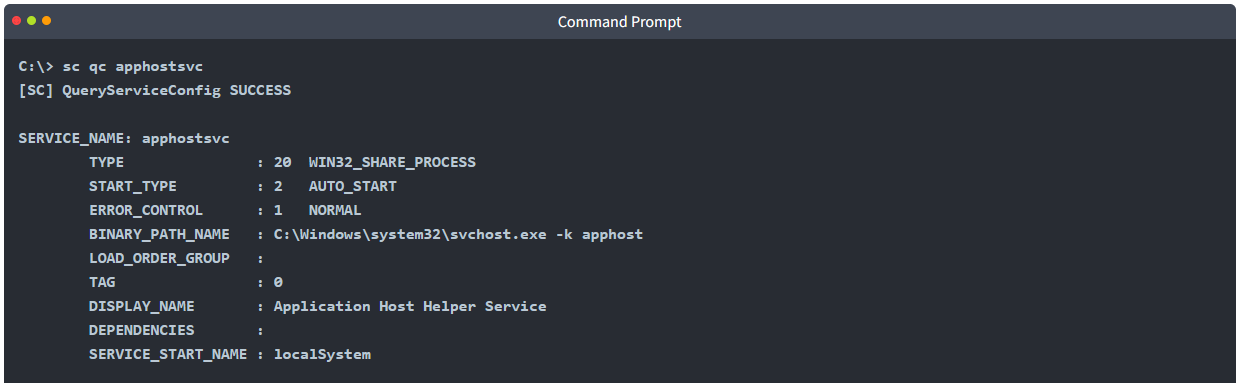 Command Prompt
C:\> sc qc apphostsvc
[SC] QueryServiceConfig SUCCESS
SERVICE_NAME: apphostsvc
        TYPE               : 20  WIN32_SHARE_PROCESS
        START_TYPE         : 2   AUTO_START
        ERROR_CONTROL      : 1   NORMAL
        BINARY_PATH_NAME   : C:\Windows\system32\svchost.exe -k apphost
        LOAD_ORDER_GROUP   :
        TAG                : 0
        DISPLAY_NAME       : Application Host Helper Service
        DEPENDENCIES       :
        SERVICE_START_NAME : localSystem